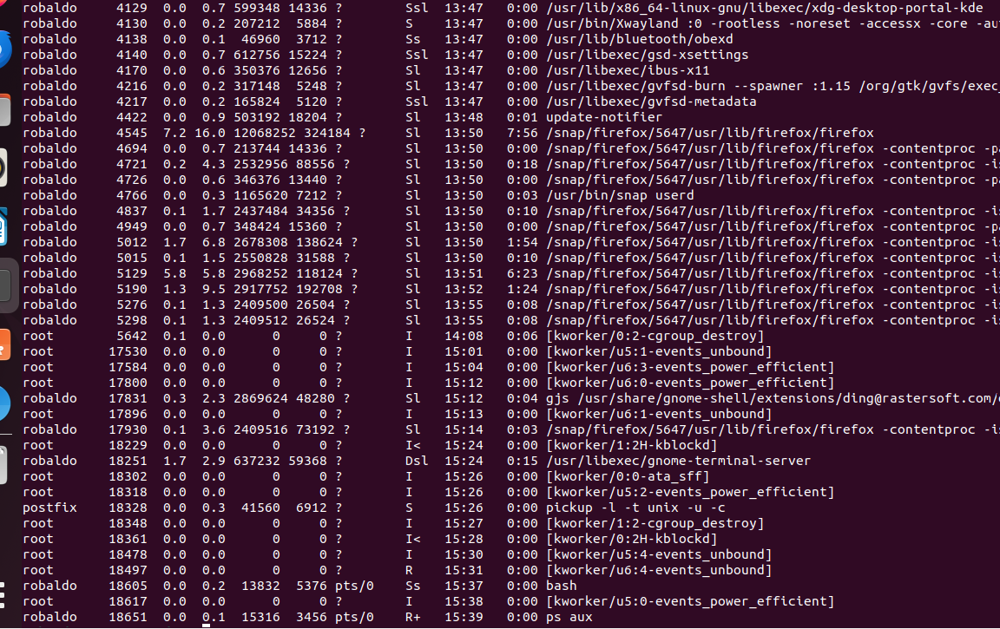 robaldo 4129 0.0 0.7 599348 14336 ? Ssl 13:47 0:00 /usr/lib/x86_64-linux-gnu/libexec/xdg-desktop-portal-kde
robaldo 4130 0.0 0.2 207212 5884 ? S 13:47 0:00 /usr/bin/Xwayland :0 -rootless -noreset -accessx -core -au
robaldo 4138 0.0 0.1 46960 3712 ? Ss 13:47 0:00 /usr/lib/bluetooth/obexd
robaldo 4140 0.0 0.7 612756 15224 ? Ssl 13:47 0:00 /usr/libexec/gsd-xsettings
robaldo 4170 0.0 0.6 350376 12656 ? Sl 13:47 0:00 /usr/libexec/ibus-x11
robaldo 4216 0.0 0.2 317148 5248 ? Sl 13:47 0:00 /usr/libexec/gvfsd-burn --spawner :1.15 /org/gtk/gvfs/exec_
robaldo 4217 0.0 0.2 165824 5120 ? Ssl 13:47 0:00 /usr/libexec/gvfsd-metadata
robaldo 4422 0.0 0.9 503192 18204 ? Sl 13:48 0:01 update-notifier
robaldo 4545 7.2 16.0 12068252 324184 ? Sl 13:50 7:56 /snap/firefox/5647/usr/lib/firefox/firefox
robaldo 4694 0.0 0.7 213744 14336 ? Sl 13:50 0:00 /snap/firefox/5647/usr/lib/firefox/firefox -contentproc -pa
robaldo 4721 0.2 4.3 2532956 88556 ? Sl 13:50 0:18 /snap/firefox/5647/usr/lib/firefox/firefox -contentproc -is
robaldo 4726 0.0 0.6 346376 13440 ? Sl 13:50 0:00 /snap/firefox/5647/usr/lib/firefox/firefox -contentproc -pa
robaldo 4766 0.0 0.3 1165620 7212 ? Sl 13:50 0:03 /usr/bin/snap userd
robaldo 4837 0.1 1.7 2437484 34356 ? Sl 13:50 0:10 /snap/firefox/5647/usr/lib/firefox/firefox -contentproc -is
robaldo 4949 0.0 0.7 348424 15360 ? Sl 13:50 0:00 /snap/firefox/5647/usr/lib/firefox/firefox -contentproc -pa
robaldo 5012 1.7 6.8 2678308 138624 ? Sl 13:50 1:54 /snap/firefox/5647/usr/lib/firefox/firefox -contentproc -is
robaldo 5015 0.1 1.5 2550828 31588 ? Sl 13:50 0:10 /snap/firefox/5647/usr/lib/firefox/firefox -contentproc -is
robaldo 5129 5.8 5.8 2968252 118124 ? Sl 13:51 6:23 /snap/firefox/5647/usr/lib/firefox/firefox -contentproc -is
robaldo 5190 1.3 9.5 2917752 192708 ? Sl 13:52 1:24 /snap/firefox/5647/usr/lib/firefox/firefox -contentproc -is
robaldo 5276 0.1 1.3 2409500 26504 ? Sl 13:55 0:08 /snap/firefox/5647/usr/lib/firefox/firefox -contentproc -is
robaldo 5298 0.1 1.3 2409512 26524 ? Sl 13:55 0:08 /snap/firefox/5647/usr/lib/firefox/firefox -contentproc -is
root 5642 0.1 0.0 0 0 ? I 14:08 0:06 [kworker/0:2-cgroup_destroy]
root 17530 0.0 0.0 0 0 ? I 15:01 0:00 [kworker/u5:1-events_unbound]
root 17584 0.0 0.0 0 0 ? I 15:04 0:00 [kworker/u6:3-events_power_efficient]
root 17800 0.0 0.0 0 0 ? I 15:12 0:00 [kworker/u6:0-events_power_efficient]
robaldo 17831 0.3 2.3 2869624 48280 ? Sl 15:12 0:04 gjs /usr/share/gnome-shell/extensions/ding@rastersoft.com/
root 17896 0.0 0.0 0 0 ? I 15:13 0:00 [kworker/u6:1-events_unbound]
robaldo 17930 0.1 3.6 2409516 73192 ? Sl 15:14 0:03 /snap/firefox/5647/usr/lib/firefox/firefox -contentproc -is
root 18229 0.0 0.0 0 0 ? I< 15:24 0:00 [kworker/1:2H-kblockd]
robaldo 18251 1.7 2.9 637232 59368 ? Dsl 15:24 0:15 /usr/libexec/gnome-terminal-server
root 18302 0.0 0.0 0 0 ? I 15:26 0:00 [kworker/0:0-ata_sff]
root 18318 0.0 0.0 0 0 ? I 15:26 0:00 [kworker/u5:2-events_power_efficient]
postfix 18328 0.0 0.3 41560 6912 ? S 15:26 0:00 pickup -l -t unix -u -c
root 18348 0.0 0.0 0 0 ? I 15:27 0:00 [kworker/1:2-cgroup_destroy]
root 18361 0.0 0.0 0 0 ? I< 15:28 0:00 [kworker/0:2H-kblockd]
root 18478 0.0 0.0 0 0 ? I 15:30 0:00 [kworker/u5:4-events_unbound]
root 18497 0.0 0.0 0 0 ? R 15:31 0:00 [kworker/u6:4-events_unbound]
robaldo 18605 0.0 0.2 13832 5376 pts/0 Ss 15:37 0:00 bash
root 18617 0.0 0.0 0 0 ? I 15:38 0:00 [kworker/u5:0-events_power_efficient]
robaldo 18651 0.0 0.1 15316 3456 pts/0 R+ 15:39 0:00 ps aux